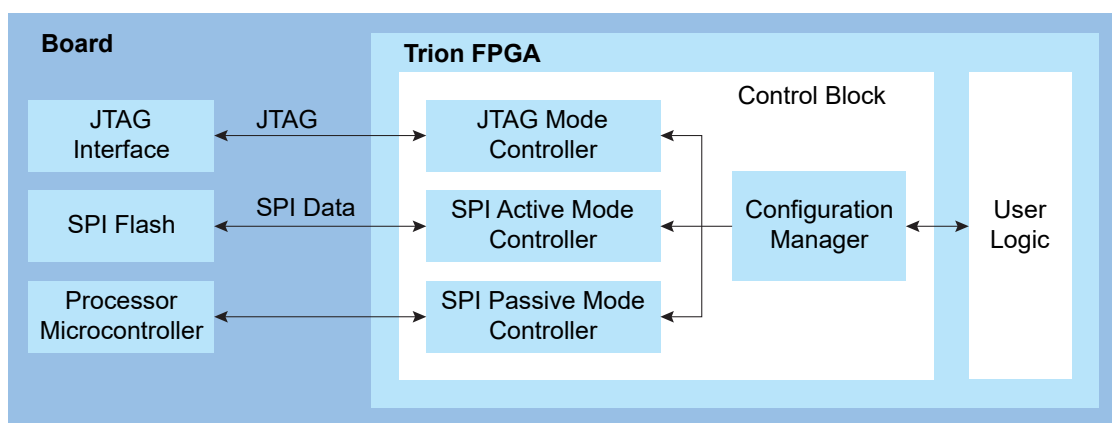 Board
Trion FPGA
Control Block
JTAG
Interface
JTAG
JTAG Mode
Controller
SPI Flash
SPI Data
SPI Active Mode
Controller
Configuration
Manager
User
Logic
Processor
Microcontroller
SPI Passive Mode
Controller